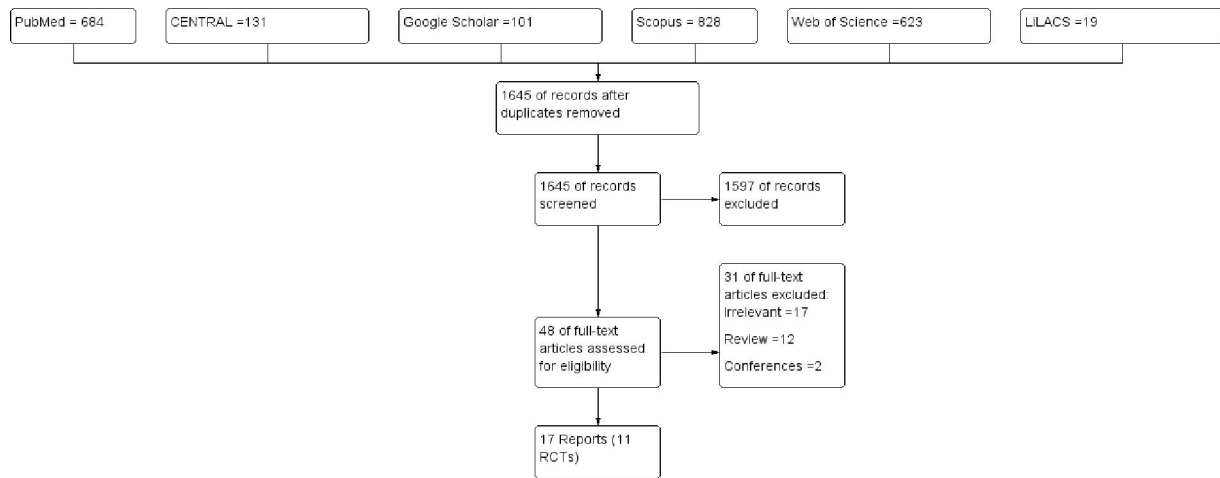 PubMed = 684
CENTRAL =131
Google Scholar =101
Scopus = 828
Web of Science =623
LiLACS =19
1645 of records after
duplicates removed
1645 of records
screened
1597 of records
excluded
31 of full-text
articles excluded:
Irrelevant =17
Review =12
Conferences =2
48 of full-text
articles assessed
for eligibility
17 Reports (11
RCTs)